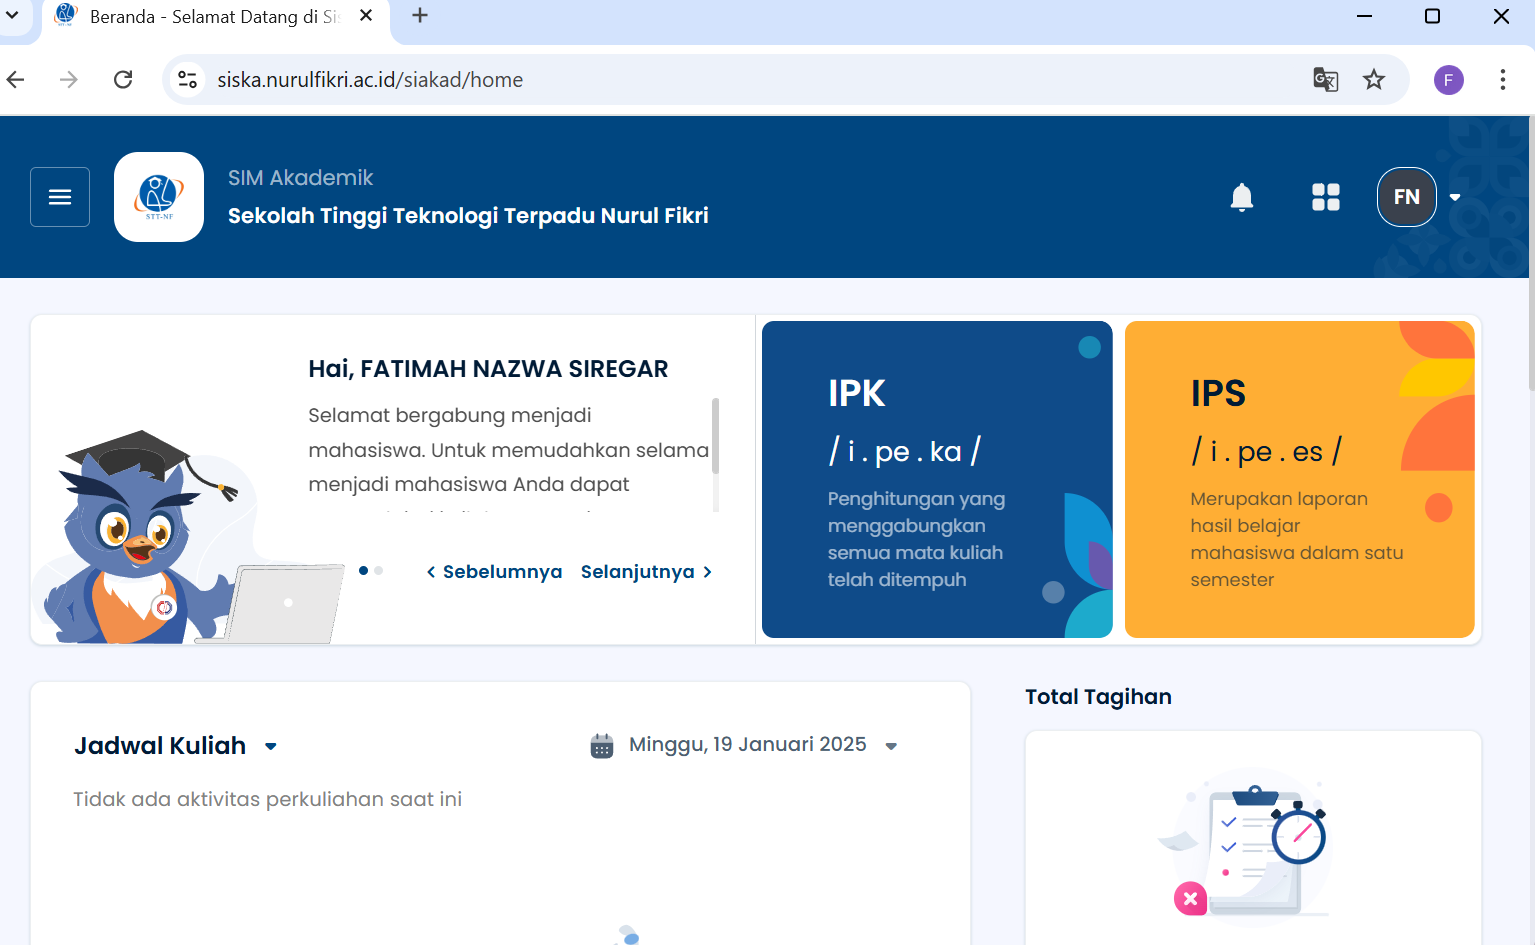 Beranda - Selamat Datang di Sis
siska.nurulfikri.ac.id/siakad/home
F
STT-NF
SIM Akademik
Sekolah Tinggi Teknologi Terpadu Nurul Fikri
FN
Hai, FATIMAH NAZWA SIREGAR
Selamat bergabung menjadi
mahasiswa. Untuk memudahkan selama
menjadi mahasiswa Anda dapat
Sebelumnya
Selanjutnya
IPK
/ i . pe . ka /
Penghitungan yang
menggabungkan
semua mata kuliah
telah ditempuh
IPS
/ i . pe . es /
Merupakan laporan
hasil belajar
mahasiswa dalam satu
semester
Jadwal Kuliah
Minggu, 19 Januari 2025
Tidak ada aktivitas perkuliahan saat ini
Total Tagihan